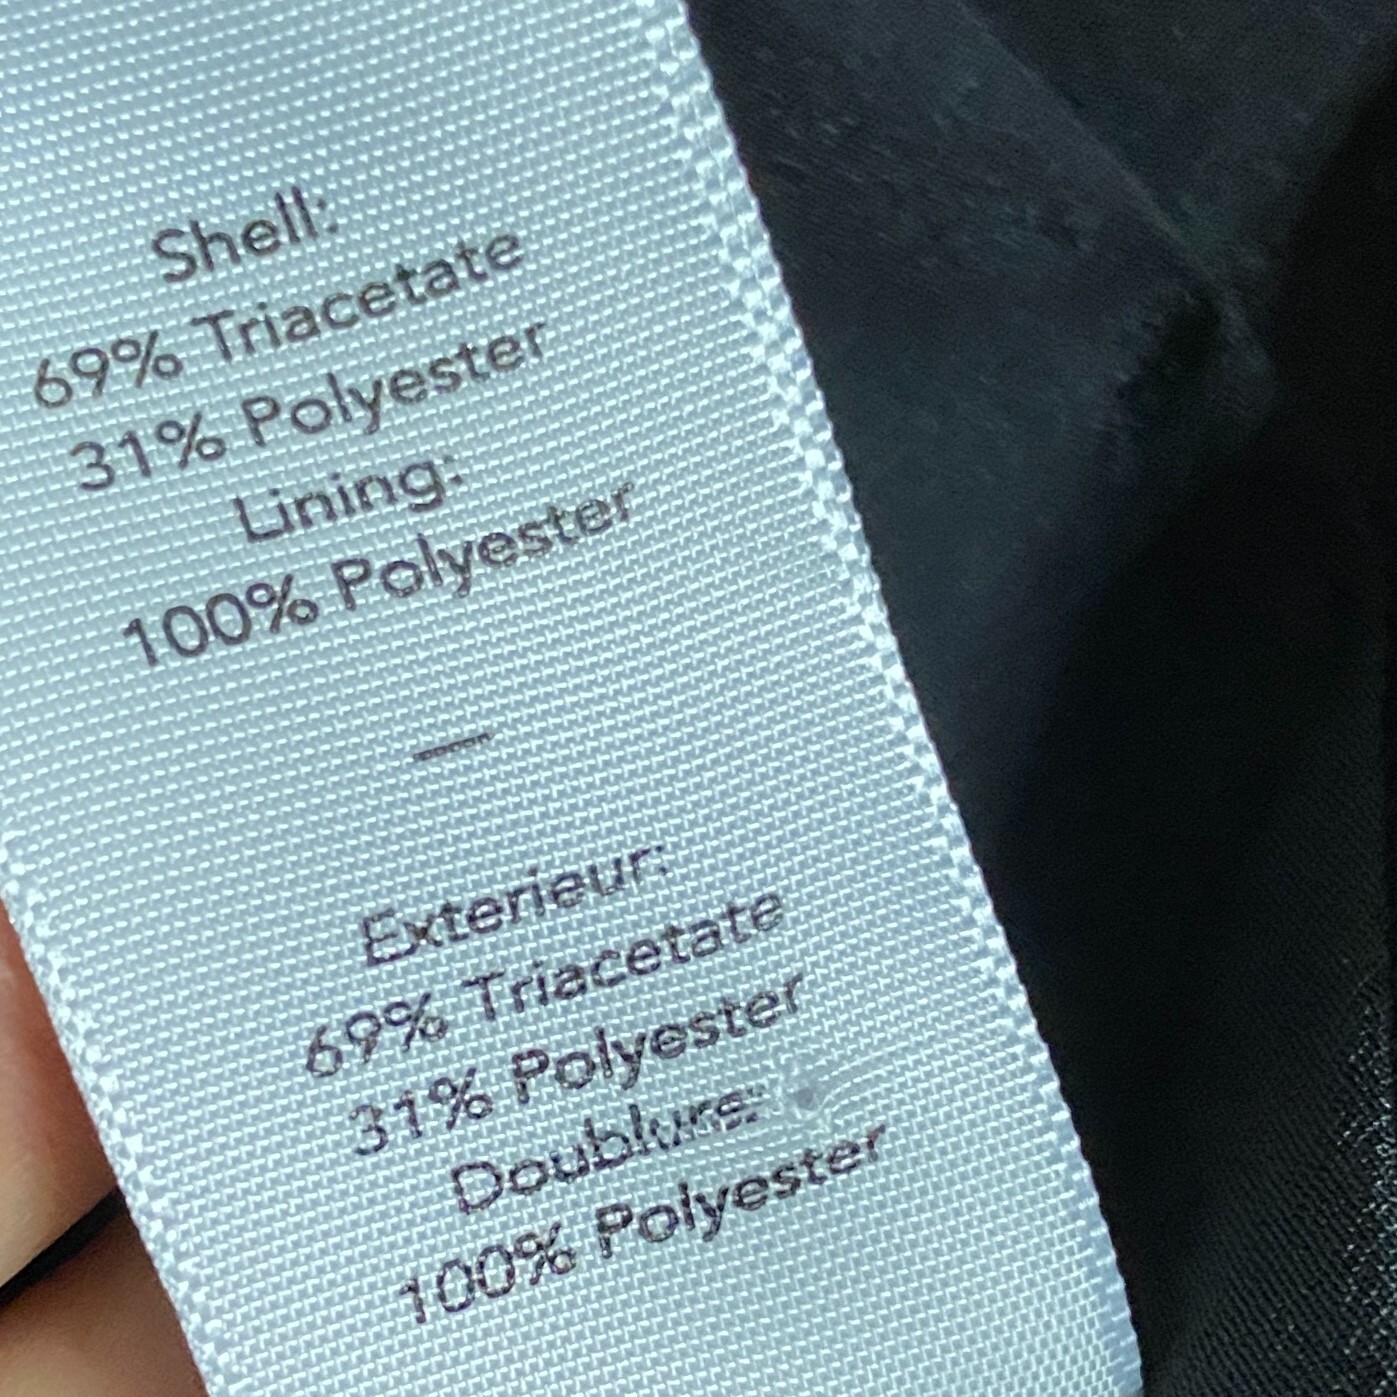 Shell:
69% Triacetate
31% Polyester
Lining:
100% Polyester
—
Exterieur:
69% Triacetate
31% Polyester
Doublure:
100% Polyester